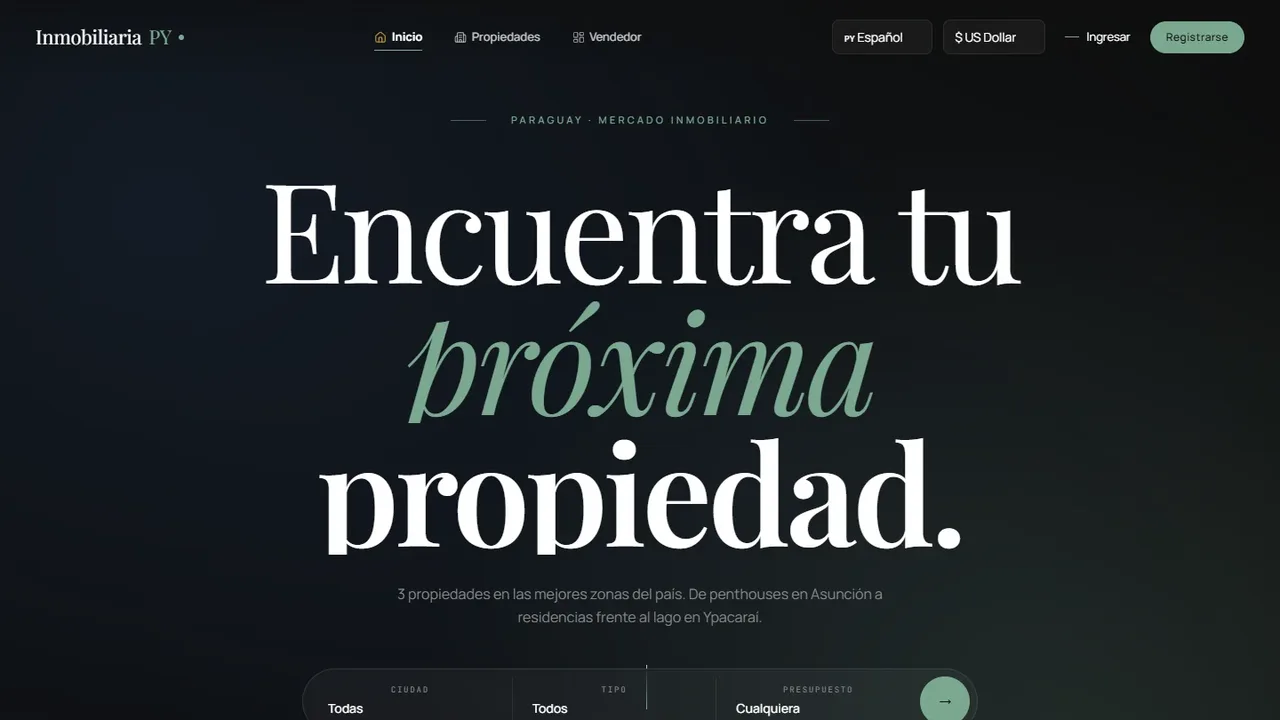 Inmobiliaria PY
Inicio
Propiedades
Vendedor
PY Español
$ US Dollar
Ingresar
Registrarse
PARAGUAY · MERCADO INMOBILIARIO
Encuentra tu
próxima
propiedad.
3 propiedades en las mejores zonas del país. De penthouses en Asunción a
residencias frente al lago en Ypacaraí.
CIUDAD
Todas
TIPO
Todos
PRESUPUESTO
Cualquiera
→